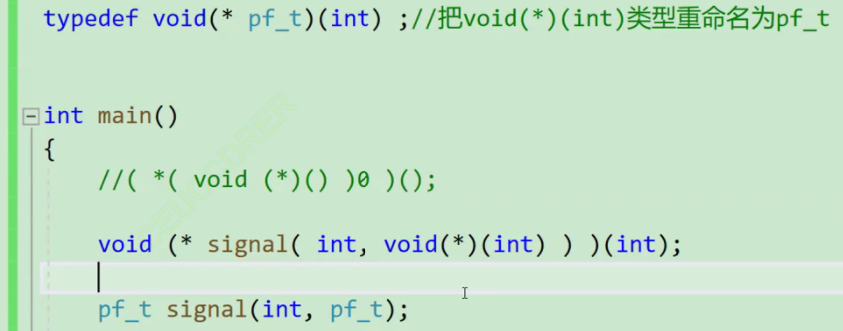 typedef void(* pf_t)(int) ;//把void(*)(int)类型重命名为pf_t
int main()
{
//( *( void (*)() )0 )();
void (* signal( int, void(*)(int) ) )(int);
pf_t signal(int, pf_t);